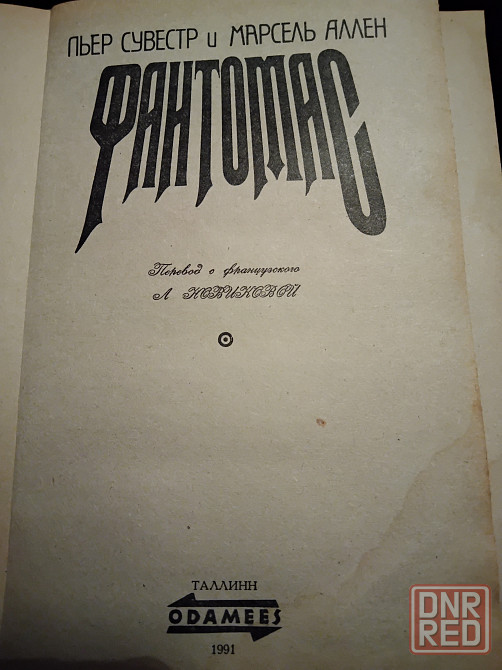 ПЬЕР СУВЕСТР И МАРСЕЛЬ АЛЛЕН
ФАНТОМАС
Перевод с французского
Л НОВИКОВОЙ
ТАЛЛИНН
ODAMEES
1991
DNR
RED